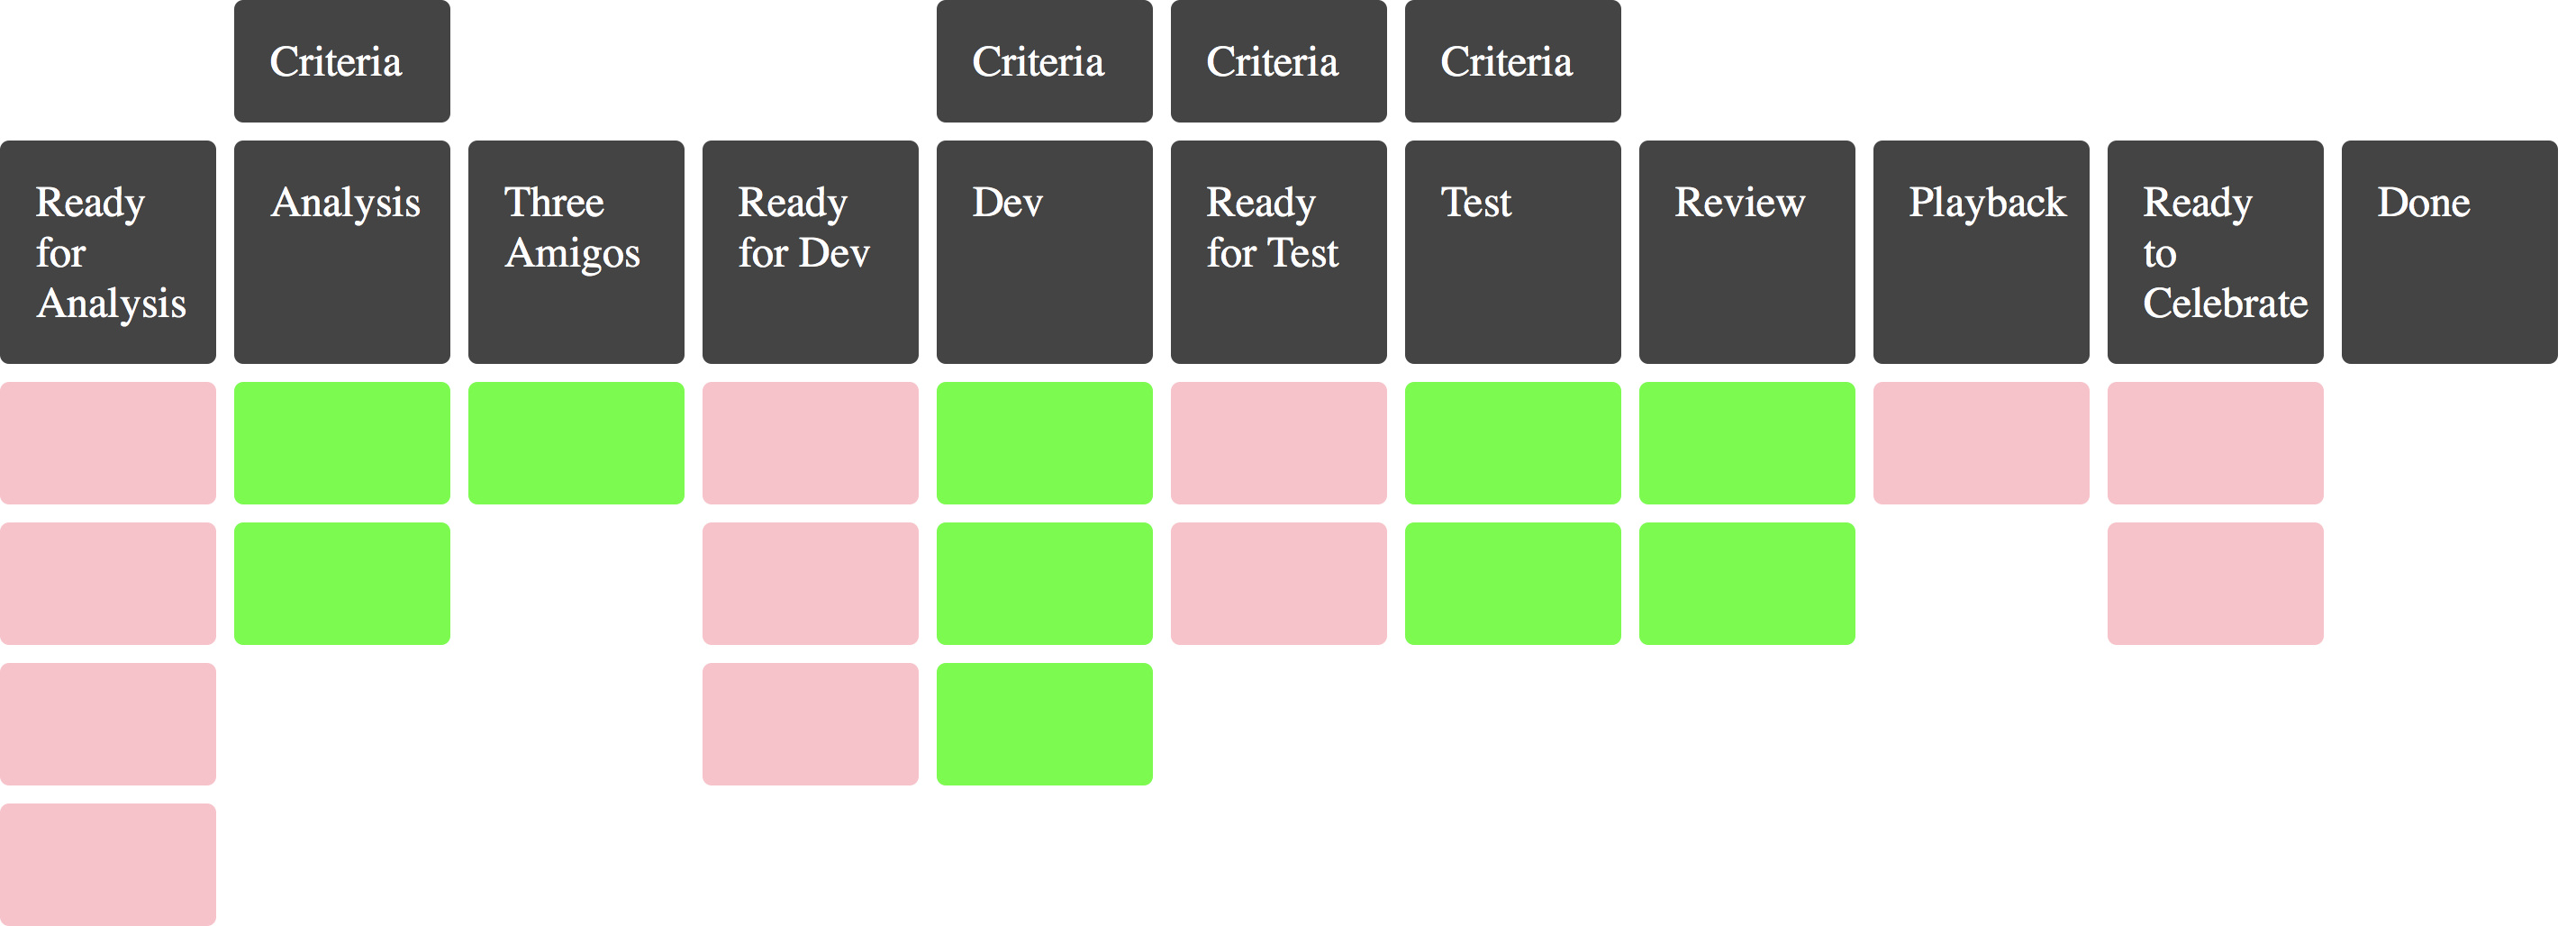 Criteria
Criteria
Criteria
Criteria
Ready
for
Analysis
Analysis
Three
Amigos
Ready
for Dev
Dev
Ready
for Test
Test
Review
Playback
Ready
to
Celebrate
Done